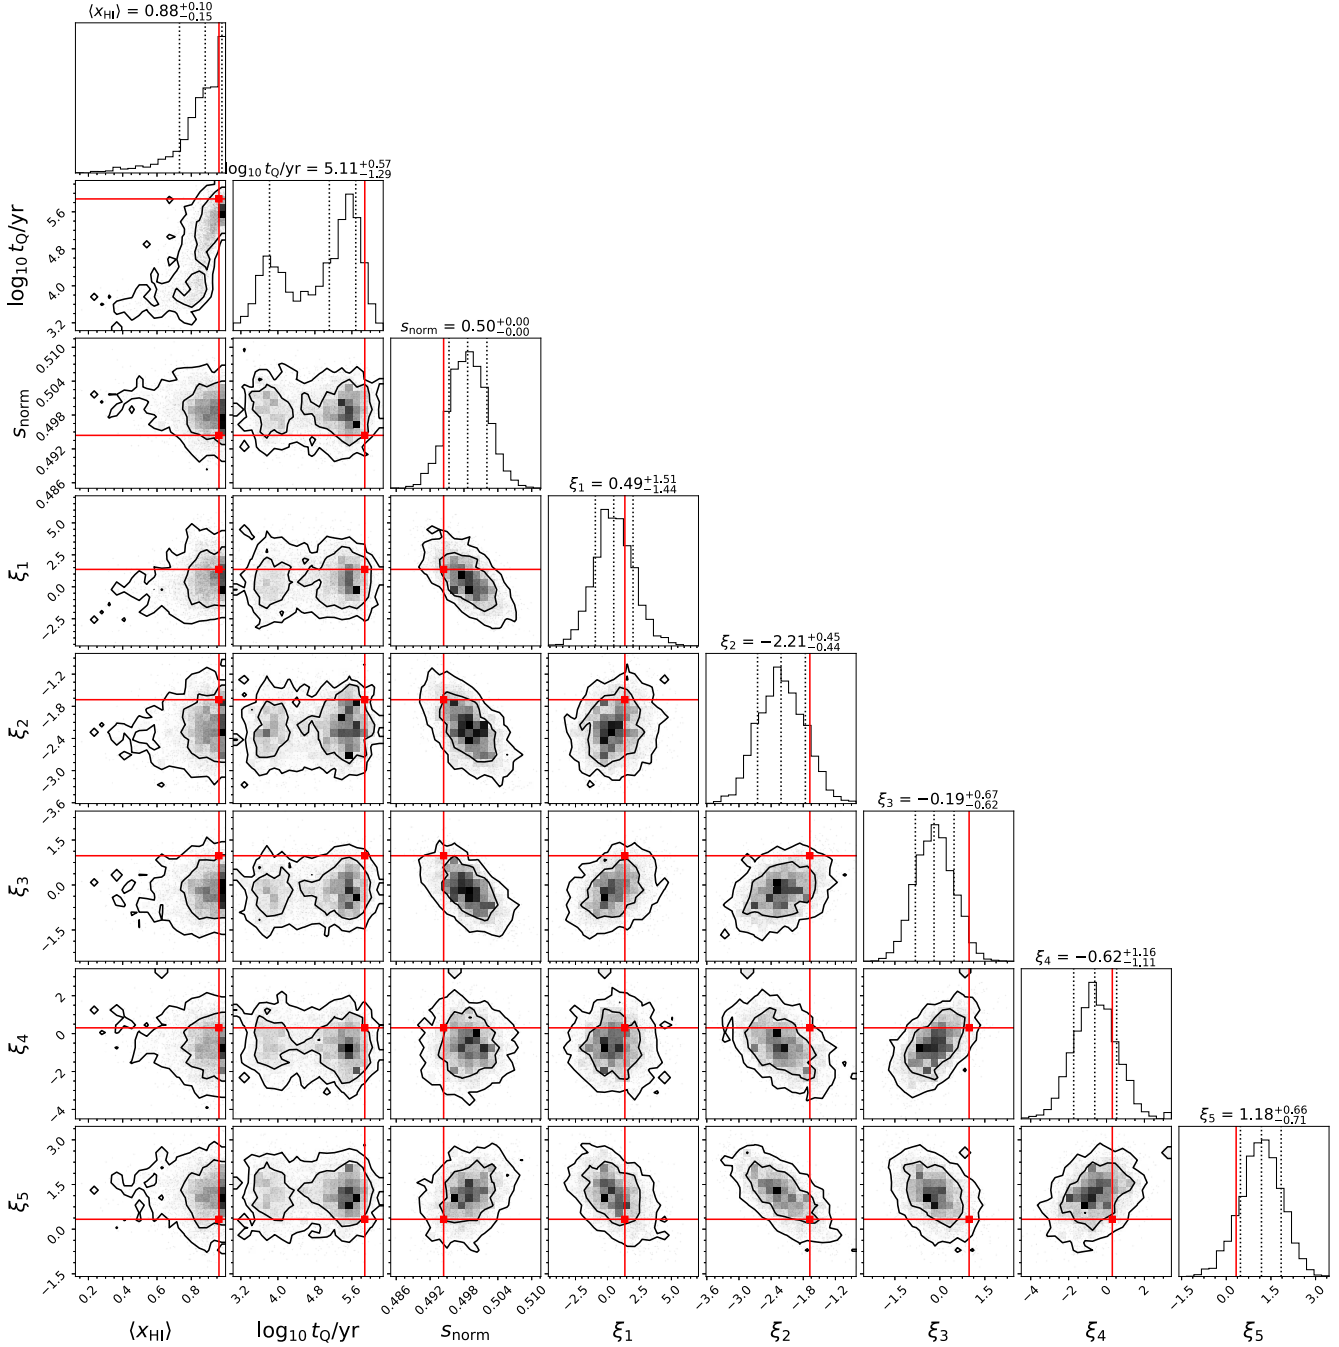 ⟨x_HI⟩ = 0.88^{+0.10}_{−0.15}
log₁₀ t_Q/yr = 5.11^{+0.57}_{−1.29}
log₁₀ t_Q/yr
5.6
4.8
4.0
3.2
s_norm = 0.50^{+0.00}_{−0.00}
s_norm
0.510
0.504
0.498
0.492
0.486
ξ₁ = 0.49^{+1.51}_{−1.44}
ξ₁
5.0
2.5
0.0
−2.5
ξ₂ = −2.21^{+0.45}_{−0.44}
ξ₂
−1.2
−1.8
−2.4
−3.0
−3.6
ξ₃ = −0.19^{+0.67}_{−0.62}
ξ₃
−3.0
1.5
0.0
−1.5
ξ₄ = −0.62^{+1.16}_{−1.11}
ξ₄
2
0
−2
−4
ξ₅ = 1.18^{+0.66}_{−0.71}
ξ₅
3.0
1.5
0.0
−1.5
0.2 0.4 0.6 0.8
3.2 4.0 4.8 5.6
0.486 0.492 0.498 0.504 0.510
−2.5 0.0 2.5 5.0
−3.6 −3.0 −2.4 −1.8 −1.2
−1.5 0.0 1.5
−4 −2 0 2
−1.5 0.0 1.5 3.0
⟨x_HI⟩ log₁₀ t_Q/yr s_norm ξ₁ ξ₂ ξ₃ ξ₄ ξ₅